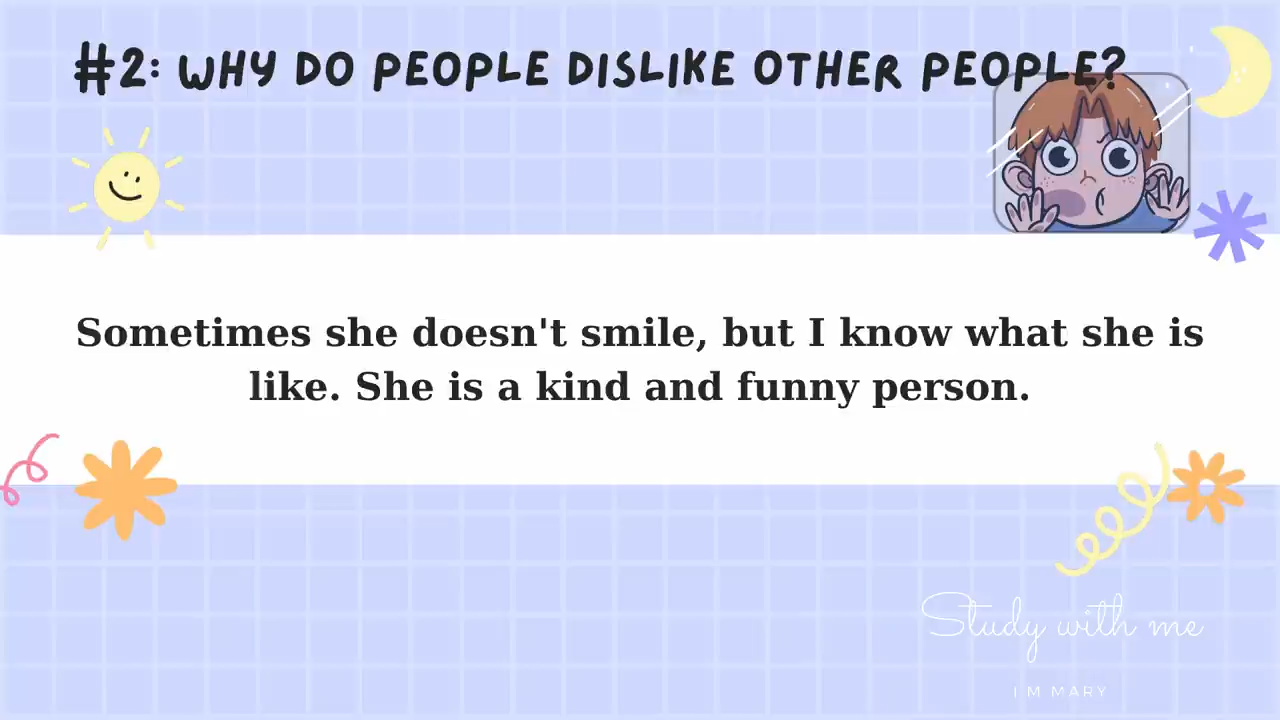 #2: WHY DO PEOPLE DISLIKE OTHER PEOPLE?
Sometimes she doesn't smile, but I know what she is
like. She is a kind and funny person.
Study with me
I M MARY